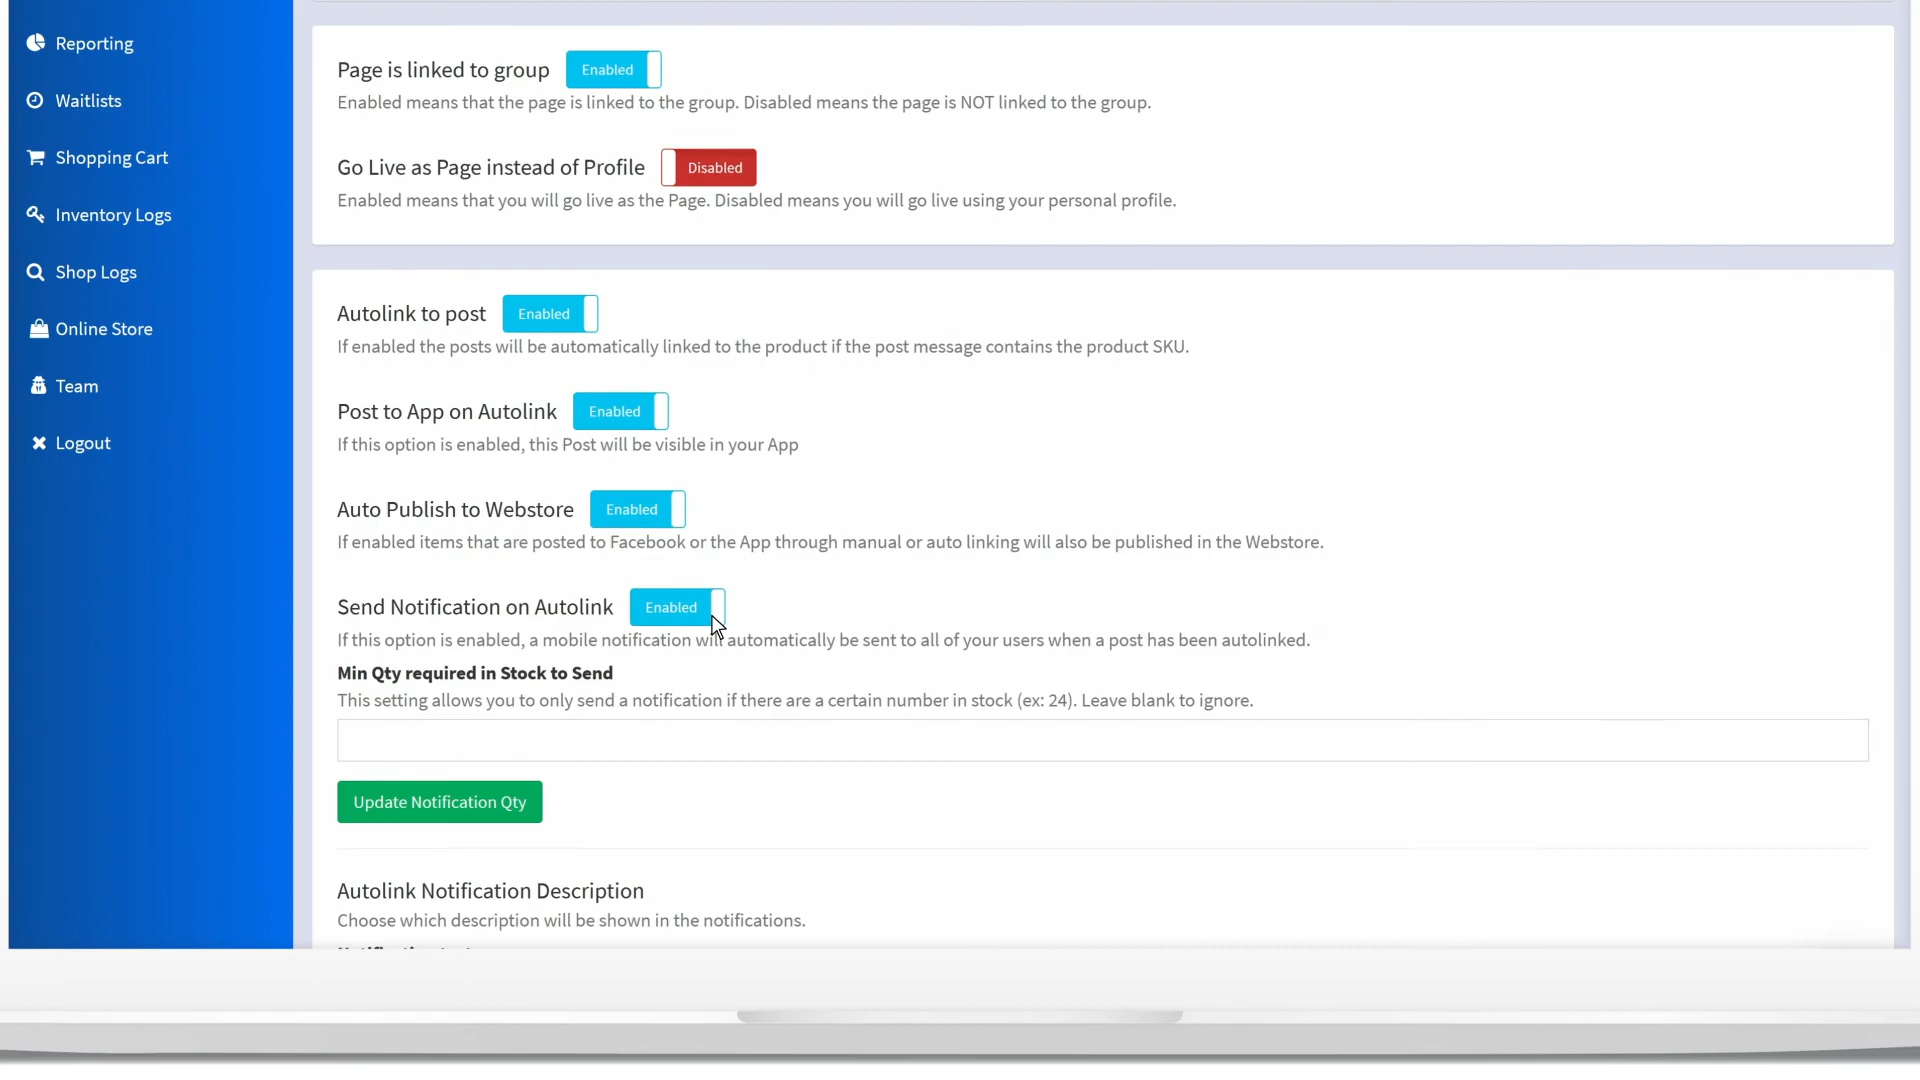 Reporting
Waitlists
Shopping Cart
Inventory Logs
Shop Logs
Online Store
Team
Logout
Page is linked to group Enabled
Enabled means that the page is linked to the group. Disabled means the page is NOT linked to the group.
Go Live as Page instead of Profile Disabled
Enabled means that you will go live as the Page. Disabled means you will go live using your personal profile.
Autolink to post Enabled
If enabled the posts will be automatically linked to the product if the post message contains the product SKU.
Post to App on Autolink Enabled
If this option is enabled, this Post will be visible in your App
Auto Publish to Webstore Enabled
If enabled items that are posted to Facebook or the App through manual or auto linking will also be published in the Webstore.
Send Notification on Autolink Enabled
If this option is enabled, a mobile notification will automatically be sent to all of your users when a post has been autolinked.
Min Qty required in Stock to Send
This setting allows you to only send a notification if there are a certain number in stock (ex: 24). Leave blank to ignore.
Update Notification Qty
Autolink Notification Description
Choose which description will be shown in the notifications.